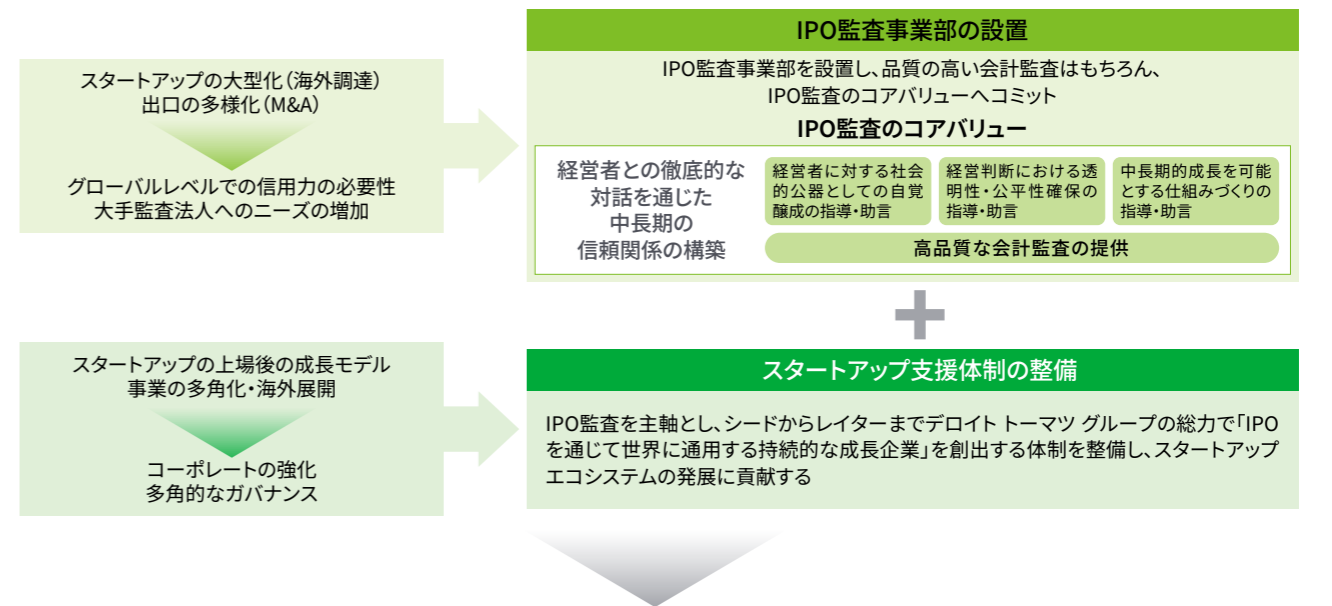 スタートアップの大型化（海外調達）
出口の多様化（M&A）
グローバルレベルでの信用力の必要性
大手監査法人へのニーズの増加
IPO監査事業部の設置
IPO監査事業部を設置し、品質の高い会計監査はもちろん、
IPO監査のコアバリューへコミット
IPO監査のコアバリュー
経営者との徹底的な
対話を通じた
中長期の
信頼関係の構築
経営者に対する社会
的公器としての自覚
醸成の指導・助言
経営判断における透
明性・公平性確保の
指導・助言
中長期的成長を可能
とする仕組みづくりの
指導・助言
高品質な会計監査の提供
スタートアップの上場後の成長モデル
事業の多角化・海外展開
コーポレートの強化
多角的なガバナンス
スタートアップ支援体制の整備
IPO監査を主軸とし、シードからレイターまでデロイト トーマツ グループの総力で「IPO
を通じて世界に通用する持続的な成長企業」を創出する体制を整備し、スタートアップ
エコシステムの発展に貢献する